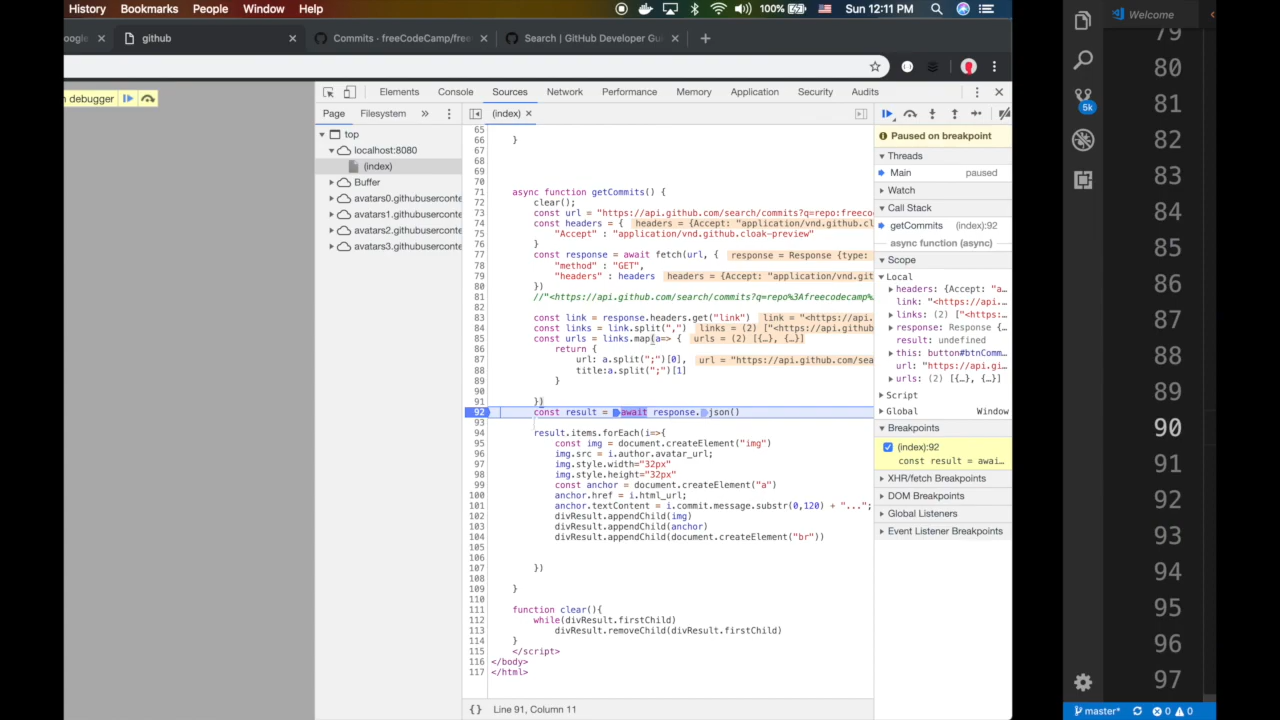 History Bookmarks People Window Help 100% Sun 12:11 PM
Welcome
oogle github Commits · freeCodeCamp/free Search | GitHub Developer Gui
n debugger
Elements Console Sources Network Performance Memory Application Security Audits
Page Filesystem » (index)
top
localhost:8080
(index)
Buffer
avatars0.githubuserconte
avatars1.githubuserconte
avatars2.githubuserconte
avatars3.githubuserconte
65
66 }
67
68
69
70
71 async function getCommits() {
72 clear();
73 const url = "https://api.github.com/search/commits?q=repo:freecod
74 const headers = { headers = {Accept: "application/vnd.github.clo
75 "Accept" : "application/vnd.github.cloak-preview"
76 }
77 const response = await fetch(url, { response = Response {type:
78 "method" : "GET",
79 "headers" : headers headers = {Accept: "application/vnd.github
80 })
81 //"<https://api.github.com/search/commits?q=repo%3Afreecodecamp%
82
83 const link = response.headers.get("link") link = "<https://api.
84 const links = link.split(",") links = (2) ["<https://api.github
85 const urls = links.map(a=> { urls = (2) [{…}, {…}]
86 return {
87 url: a.split(";")[0], url = "https://api.github.com/sea
88 title:a.split(";")[1]
89 }
90
91 })
92 const result = await response.json()
93
94 result.items.forEach(i=>{
95 const img = document.createElement("img")
96 img.src = i.author.avatar_url;
97 img.style.width="32px"
98 img.style.height="32px"
99 const anchor = document.createElement("a")
100 anchor.href = i.html_url;
101 anchor.textContent = i.commit.message.substr(0,120) + "...";
102 divResult.appendChild(img)
103 divResult.appendChild(anchor)
104 divResult.appendChild(document.createElement("br"))
105
106
107 })
108
109 }
110
111 function clear(){
112 while(divResult.firstChild)
113 divResult.removeChild(divResult.firstChild)
114 }
115 </script>
116 </body>
117 </html>
{} Line 91, Column 11
Paused on breakpoint
Threads
Main paused
Watch
Call Stack
getCommits (index):92
async function (async)
Scope
Local
headers: {Accept: "a…
link: "<https://api.
links: (2) ["<https:
response: Response {
result: undefined
this: button#btnComm
url: "https://api.gi
urls: (2) [{…}, {…}]
Script
Global Window
Breakpoints
(index):92
const result = awai…
XHR/fetch Breakpoints
DOM Breakpoints
Global Listeners
Event Listener Breakpoints
5k
79
80
81
82
83
84
85
86
87
88
89
90
91
92
93
94
95
96
97
master* 0 0